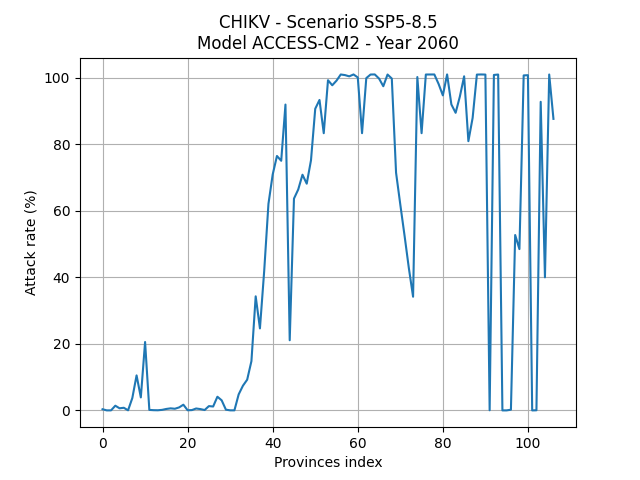 CHIKV - Scenario SSP5-8.5
Model ACCESS-CM2 - Year 2060
100
80
60
40
20
0
Attack rate (%)
0 20 40 60 80 100
Provinces index